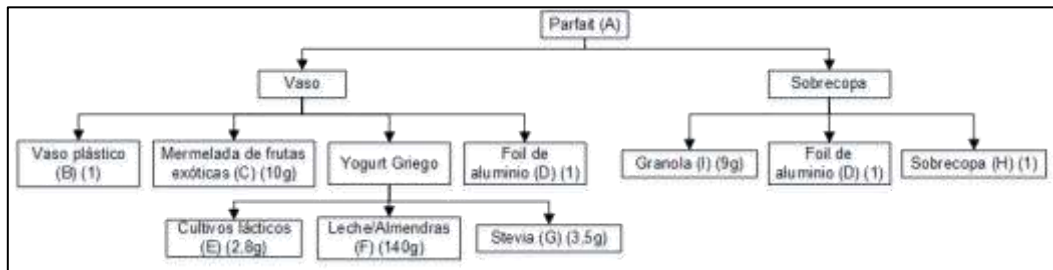 Parfait (A)
Vaso
Sobrecopa
Vaso plástico
(B) (1)
Mermelada de frutas
exóticas (C) (10g)
Yogurt Griego
Foil de
aluminio (D) (1)
Granola (I) (9g)
Foil de
aluminio (D) (1)
Sobrecopa (H) (1)
Cultivos lácticos
(E) (2,8g)
Leche/Almendras
(F) (140g)
Stevia (G) (3,5g)